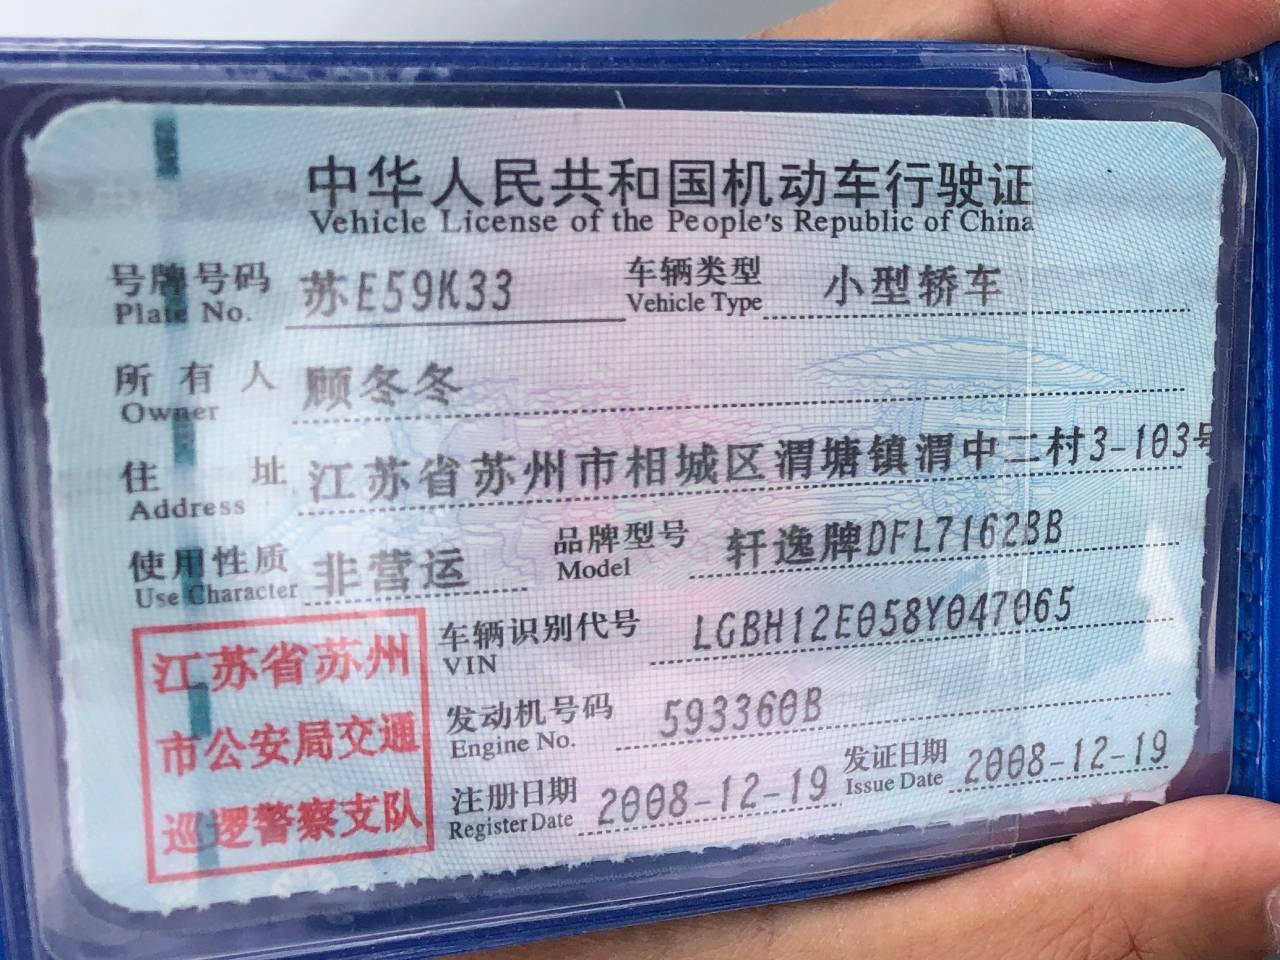 中华人民共和国机动车行驶证
Vehicle License of the People's Republic of China
号牌号码 苏E59K33 车辆类型 小型轿车
Plate No. Vehicle Type
所有人 顾冬冬
Owner
住址 江苏省苏州市相城区渭塘镇渭中二村3-103号
Address
使用性质 非营运 品牌型号 轩逸牌DFL7162BB
Use Character Model
车辆识别代号 LGBH12E058Y047065
VIN
发动机号码 593360B
Engine No.
注册日期 2008-12-19 发证日期 2008-12-19
Register Date Issue Date
江苏省苏州
市公安局交通
巡逻警察支队